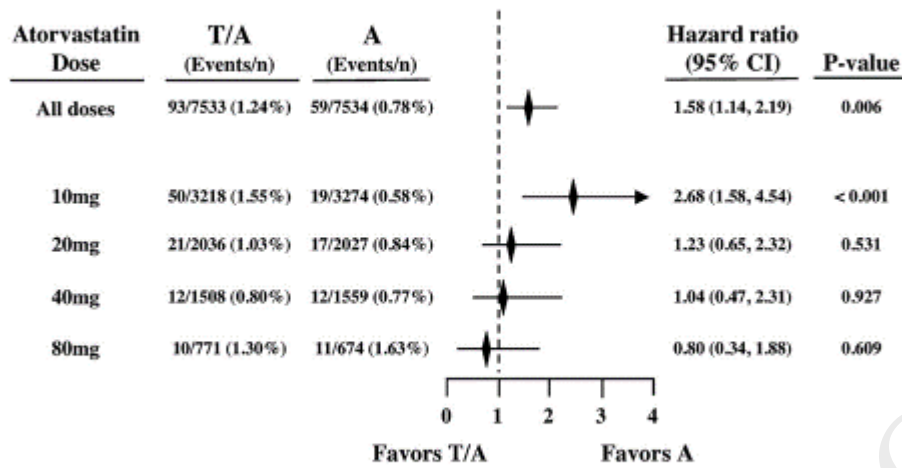 Atorvastatin Dose T/A (Events/n) A (Events/n) Hazard ratio (95% CI) P-value
All doses 93/7533 (1.24%) 59/7534 (0.78%) 1.58 (1.14, 2.19) 0.006
10mg 50/3218 (1.55%) 19/3274 (0.58%) 2.68 (1.58, 4.54) < 0.001
20mg 21/2036 (1.03%) 17/2027 (0.84%) 1.23 (0.65, 2.32) 0.531
40mg 12/1508 (0.80%) 12/1559 (0.77%) 1.04 (0.47, 2.31) 0.927
80mg 10/771 (1.30%) 11/674 (1.63%) 0.80 (0.34, 1.88) 0.609
0 1 2 3 4
Favors T/A Favors A